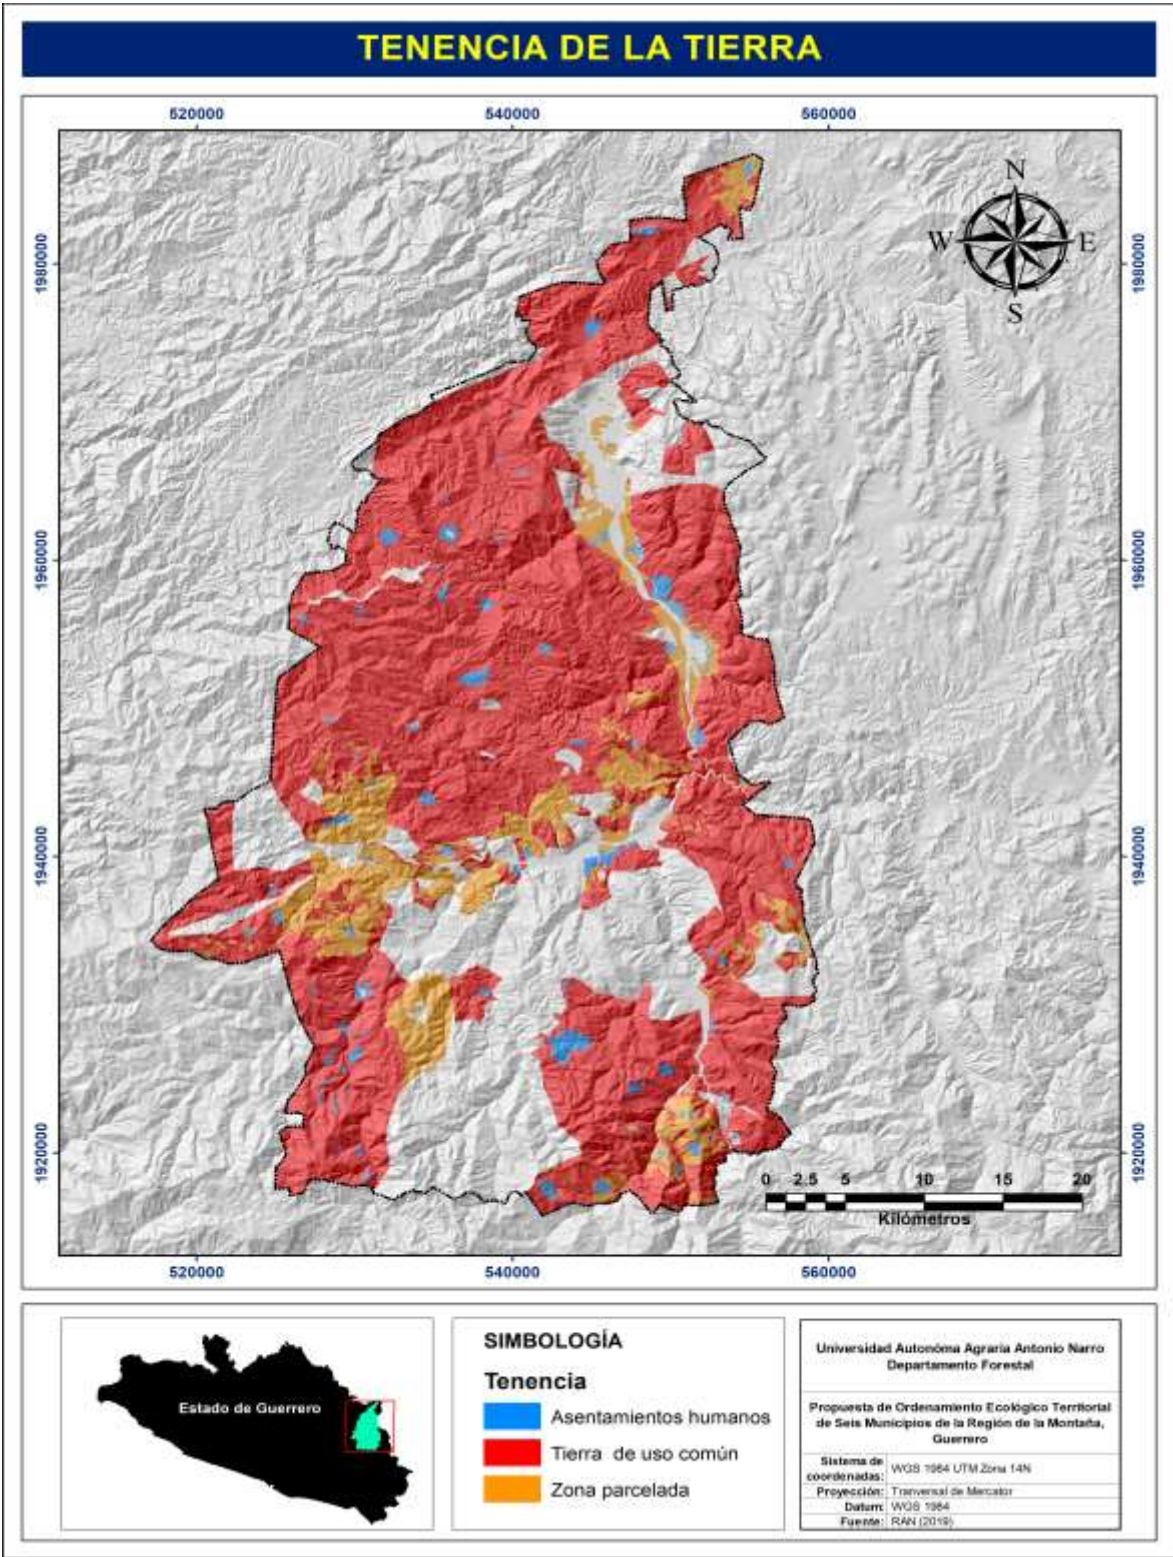 TENENCIA DE LA TIERRA
520000 540000 560000
N
W E
S
1980000 1980000
1960000 1960000
1940000 1940000
1920000 1920000
0 2.5 5 10 15 20
Kilómetros
520000 540000 560000
Estado de Guerrero
SIMBOLOGÍA
Tenencia
Asentamientos humanos
Tierra de uso común
Zona parcelada
Universidad Autonóma Agraria Antonio Narro
Departamento Forestal
Propuesta de Ordenamiento Ecológico Territorial
de Seis Municipios de la Región de la Montaña,
Guerrero
Sistema de
coordenadas: WGS 1984 UTM Zona 14N
Proyección: Tranversal de Mercator
Datum: WGS 1984
Fuente: RAN (2019)